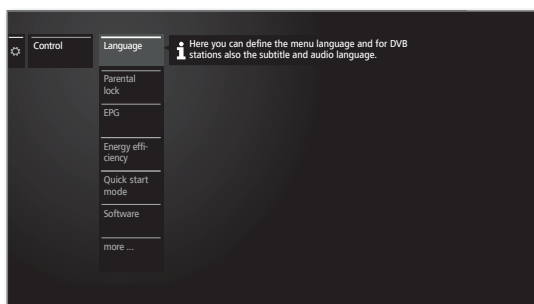 Control
Language
Here you can define the menu language and for DVB
stations also the subtitle and audio language.
Parental
lock
EPG
Energy effi-
ciency
Quick start
mode
Software
more ...